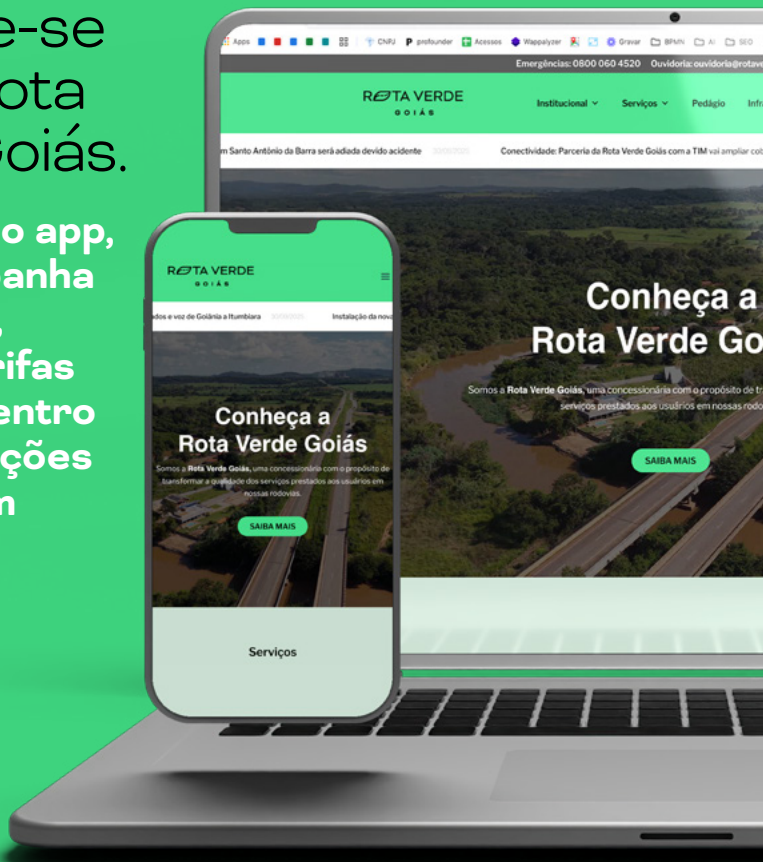 e-se
ota
Goiás.
o app,
anha
rifas
entro
ções
m
Apps
CNPJ
profounder
Acessos
Wappalyzer
Gravar
BPMN
AI
SEO
Emergências: 0800 060 4520 Ouvidoria: ouvidoria@rotave
ROTA VERDE
GOIÁS
Institucional
Serviços
Pedágio
Infr
m Santo Antônio da Barra será adiada devido acidente
Conectividade: Parceria da Rota Verde Goiás com a TIM vai ampliar cob
Conheça a
Rota Verde Go
Somos a Rota Verde Goiás, uma concessionária com o propósito de tr
serviços prestados aos usuários em nossas rodo
SAIBA MAIS
ROTA VERDE
GOIÁS
dos e voz de Goiânia a Itumbiara
Instalação da nova
Conheça a
Rota Verde Goiás
Somos a Rota Verde Goiás, uma concessionária com o propósito de
transformar a qualidade dos serviços prestados aos usuários em
nossas rodovias.
SAIBA MAIS
Serviços